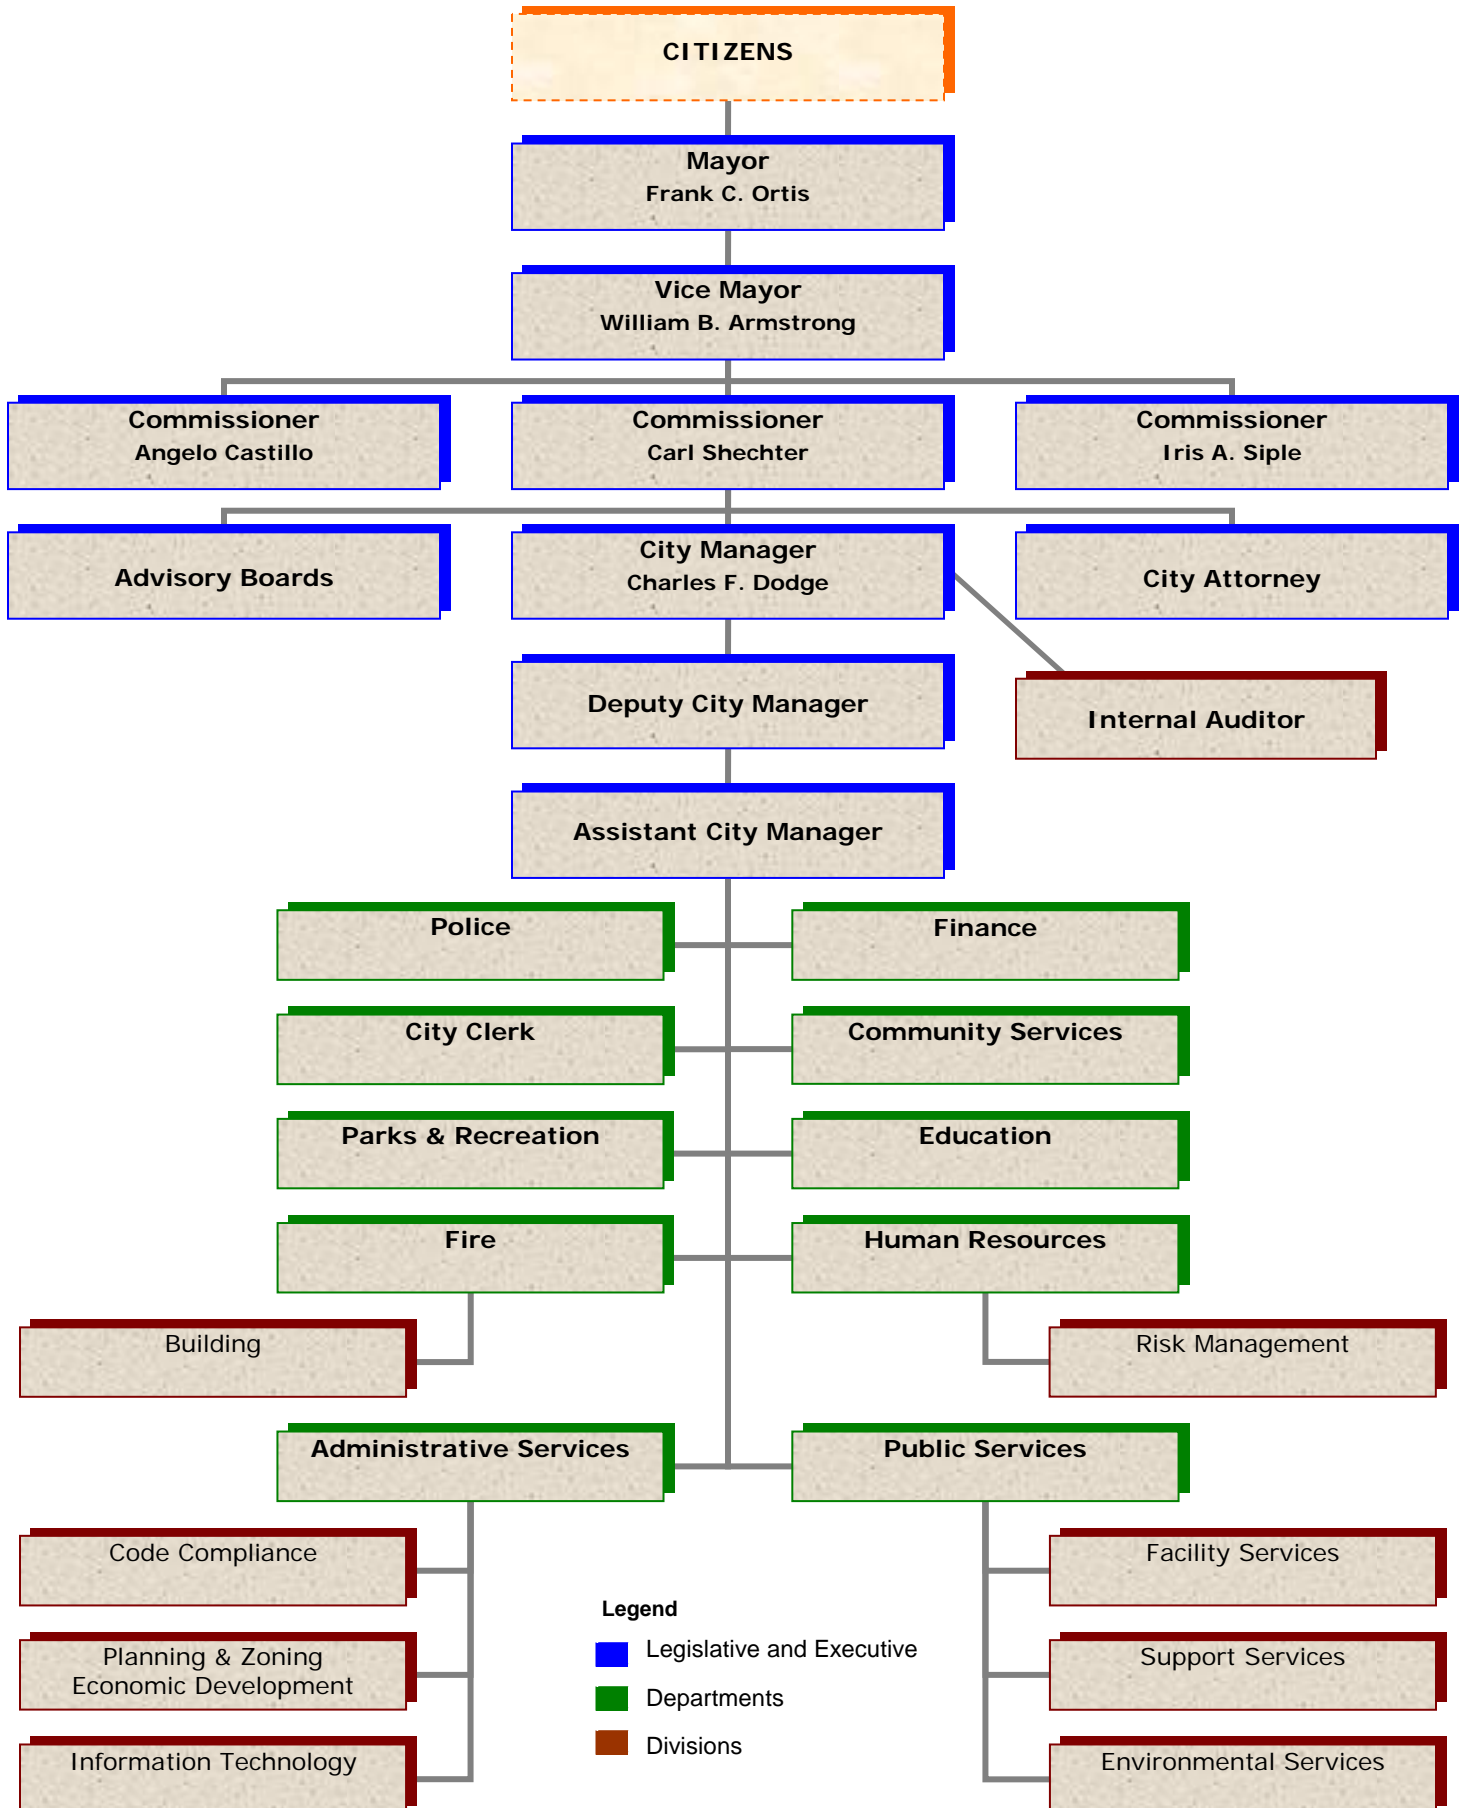 CITIZENS
Mayor
Frank C. Ortis
Vice Mayor
William B. Armstrong
Commissioner
Angelo Castillo
Commissioner
Carl Shechter
Commissioner
Iris A. Siple
Advisory Boards
City Manager
Charles F. Dodge
City Attorney
Deputy City Manager
Internal Auditor
Assistant City Manager
Police
Finance
City Clerk
Community Services
Parks & Recreation
Education
Fire
Human Resources
Building
Risk Management
Administrative Services
Public Services
Code Compliance
Facility Services
Planning & Zoning
Economic Development
Support Services
Information Technology
Environmental Services
Legend
Legislative and Executive
Departments
Divisions